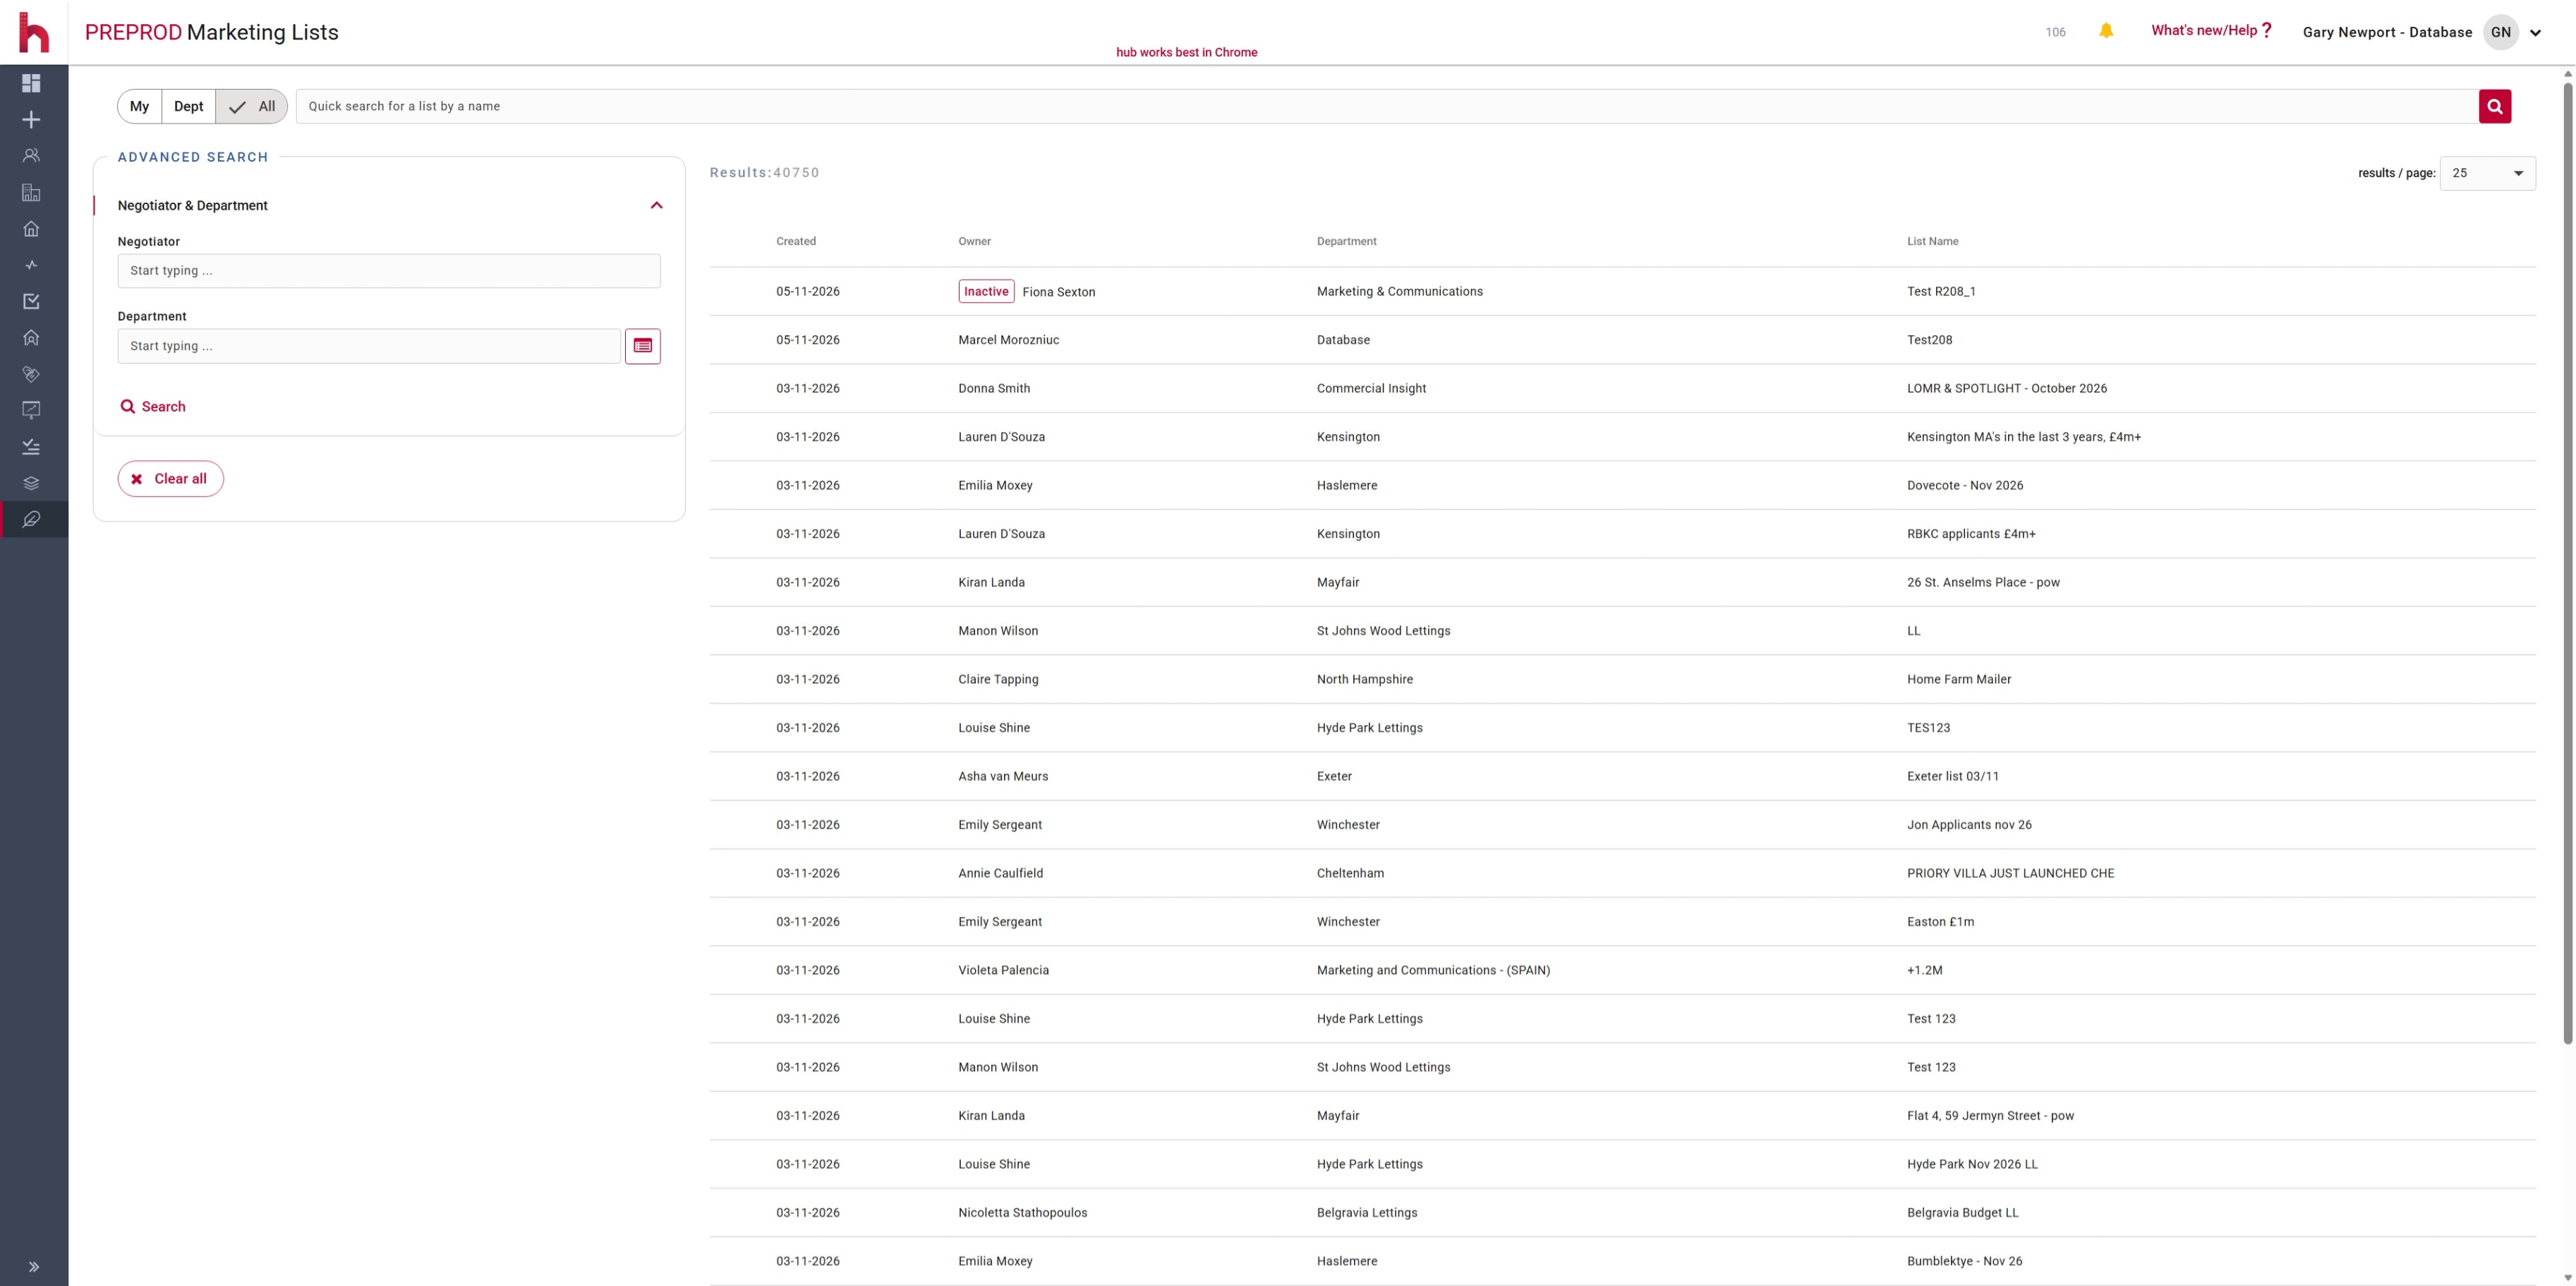 PREPROD Marketing Lists
hub works best in Chrome
106
What's new/Help ?
Gary Newport - Database
GN
My
Dept
All
Quick search for a list by a name
ADVANCED SEARCH
Negotiator & Department
Negotiator
Start typing ...
Department
Start typing ...
Search
Clear all
Results:40750
results / page: 25
Created Owner Department List Name
05-11-2026 Inactive Fiona Sexton Marketing & Communications Test R208_1
05-11-2026 Marcel Morozniuc Database Test208
03-11-2026 Donna Smith Commercial Insight LOMR & SPOTLIGHT - October 2026
03-11-2026 Lauren D'Souza Kensington Kensington MA's in the last 3 years, £4m+
03-11-2026 Emilia Moxey Haslemere Dovecote - Nov 2026
03-11-2026 Lauren D'Souza Kensington RBKC applicants £4m+
03-11-2026 Kiran Landa Mayfair 26 St. Anselms Place - pow
03-11-2026 Manon Wilson St Johns Wood Lettings LL
03-11-2026 Claire Tapping North Hampshire Home Farm Mailer
03-11-2026 Louise Shine Hyde Park Lettings TES123
03-11-2026 Asha van Meurs Exeter Exeter list 03/11
03-11-2026 Emily Sergeant Winchester Jon Applicants nov 26
03-11-2026 Annie Caulfield Cheltenham PRIORY VILLA JUST LAUNCHED CHE
03-11-2026 Emily Sergeant Winchester Easton £1m
03-11-2026 Violeta Palencia Marketing and Communications - (SPAIN) +1.2M
03-11-2026 Louise Shine Hyde Park Lettings Test 123
03-11-2026 Manon Wilson St Johns Wood Lettings Test 123
03-11-2026 Kiran Landa Mayfair Flat 4, 59 Jermyn Street - pow
03-11-2026 Louise Shine Hyde Park Lettings Hyde Park Nov 2026 LL
03-11-2026 Nicoletta Stathopoulos Belgravia Lettings Belgravia Budget LL
03-11-2026 Emilia Moxey Haslemere Bumblektye - Nov 26